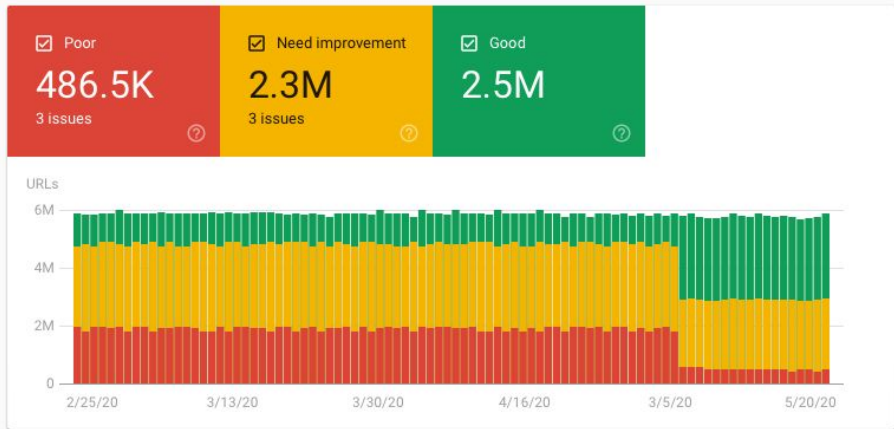 Poor
486.5K
3 issues
Need improvement
2.3M
3 issues
Good
2.5M
URLs
6M
4M
2M
0
2/25/20 3/13/20 3/30/20 4/16/20 3/5/20 5/20/20